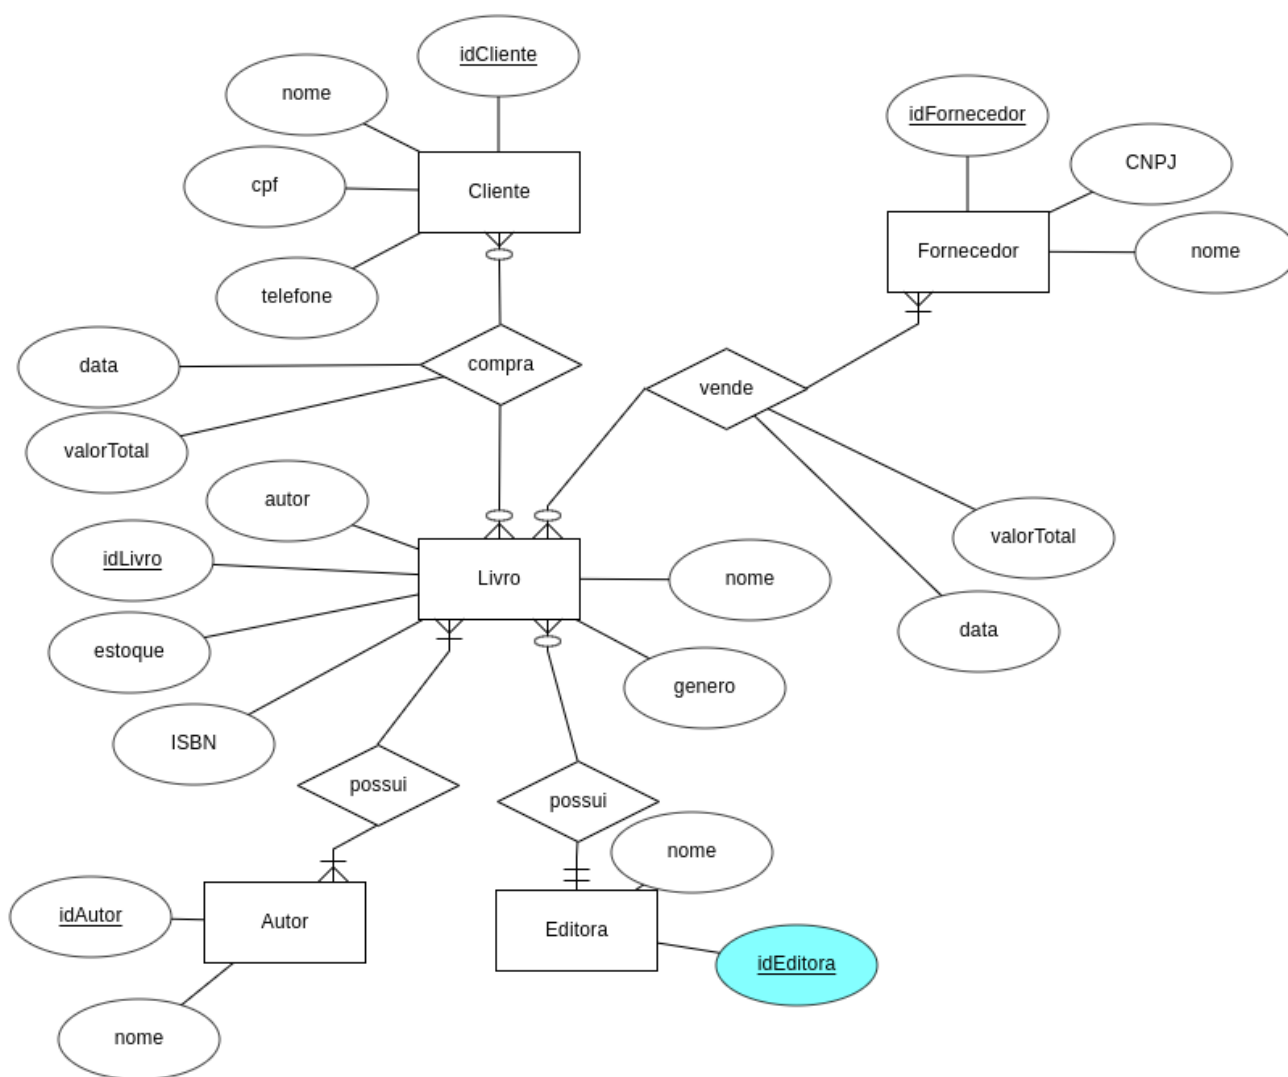 idCliente
nome
cpf
Cliente
telefone
idFornecedor
CNPJ
Fornecedor
nome
data
compra
valorTotal
vende
autor
idLivro
Livro
nome
estoque
genero
ISBN
valorTotal
data
possui
possui
nome
idAutor
Autor
Editora
idEditora
nome